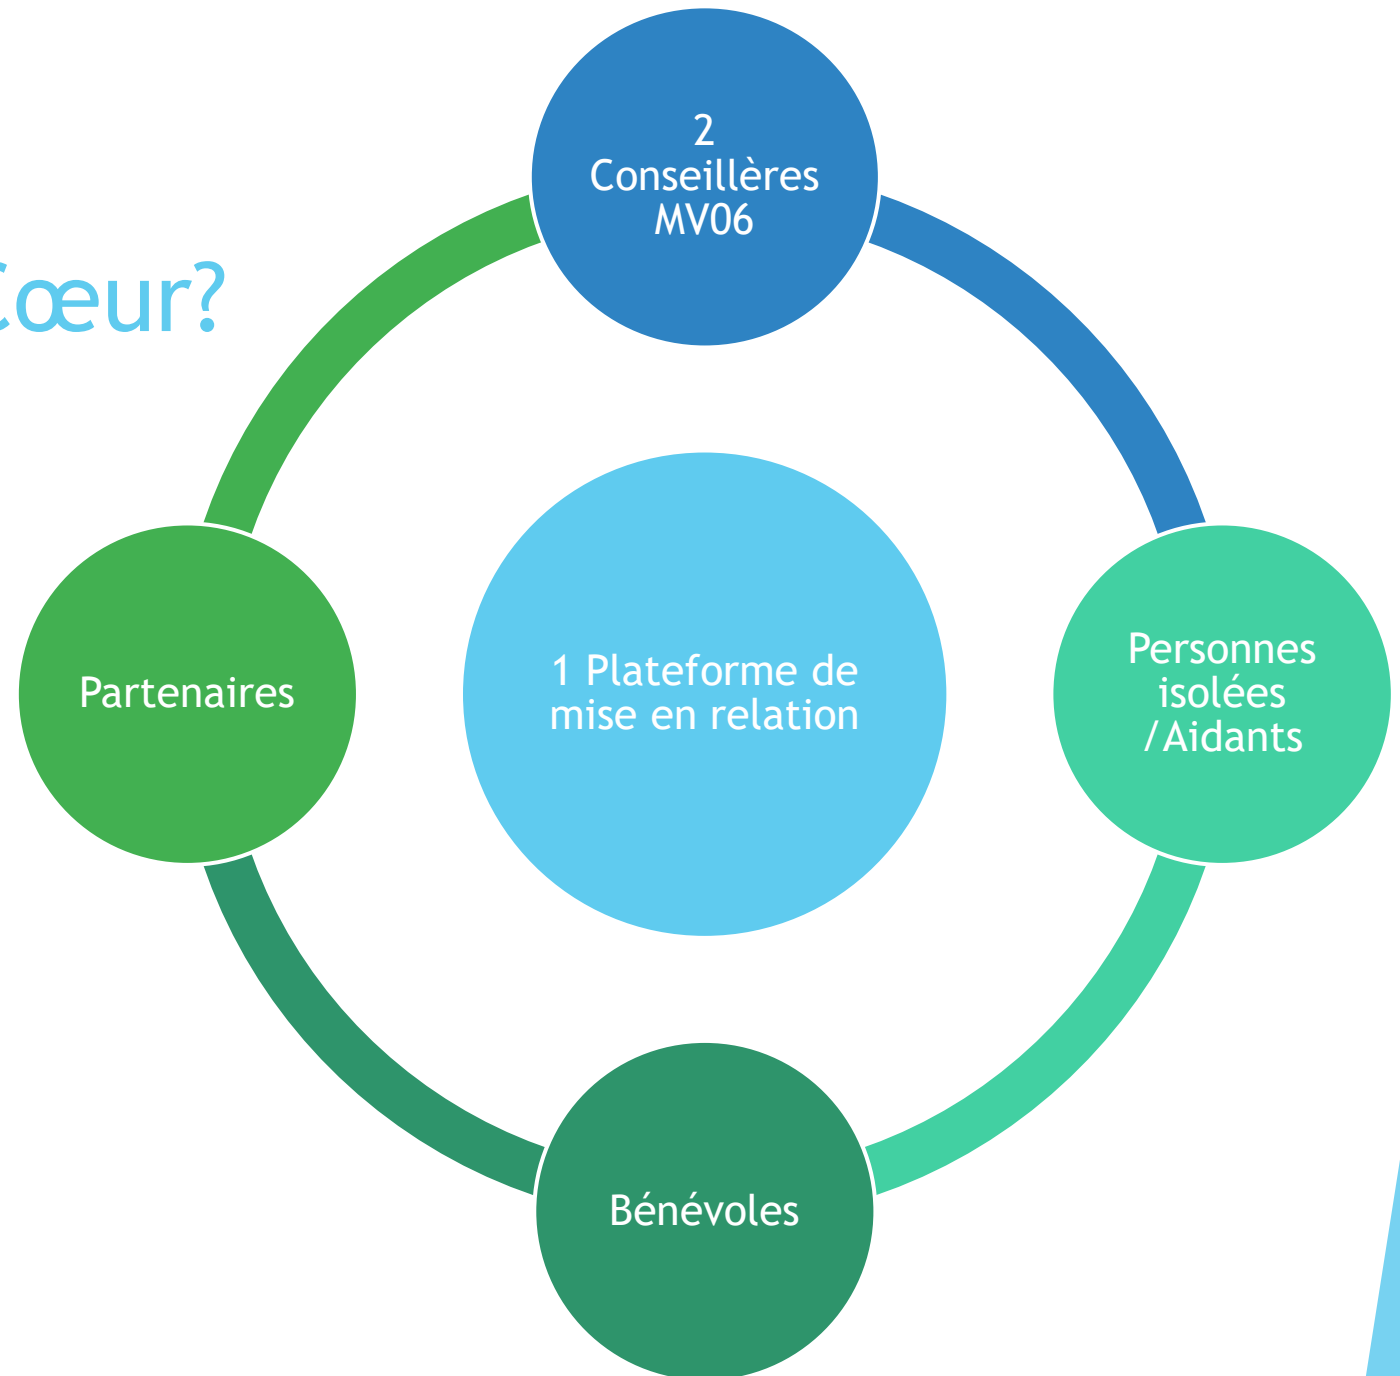 2
Conseillères
MV06
Cœur?
Personnes
isolées
/Aidants
1 Plateforme de
mise en relation
Partenaires
Bénévoles